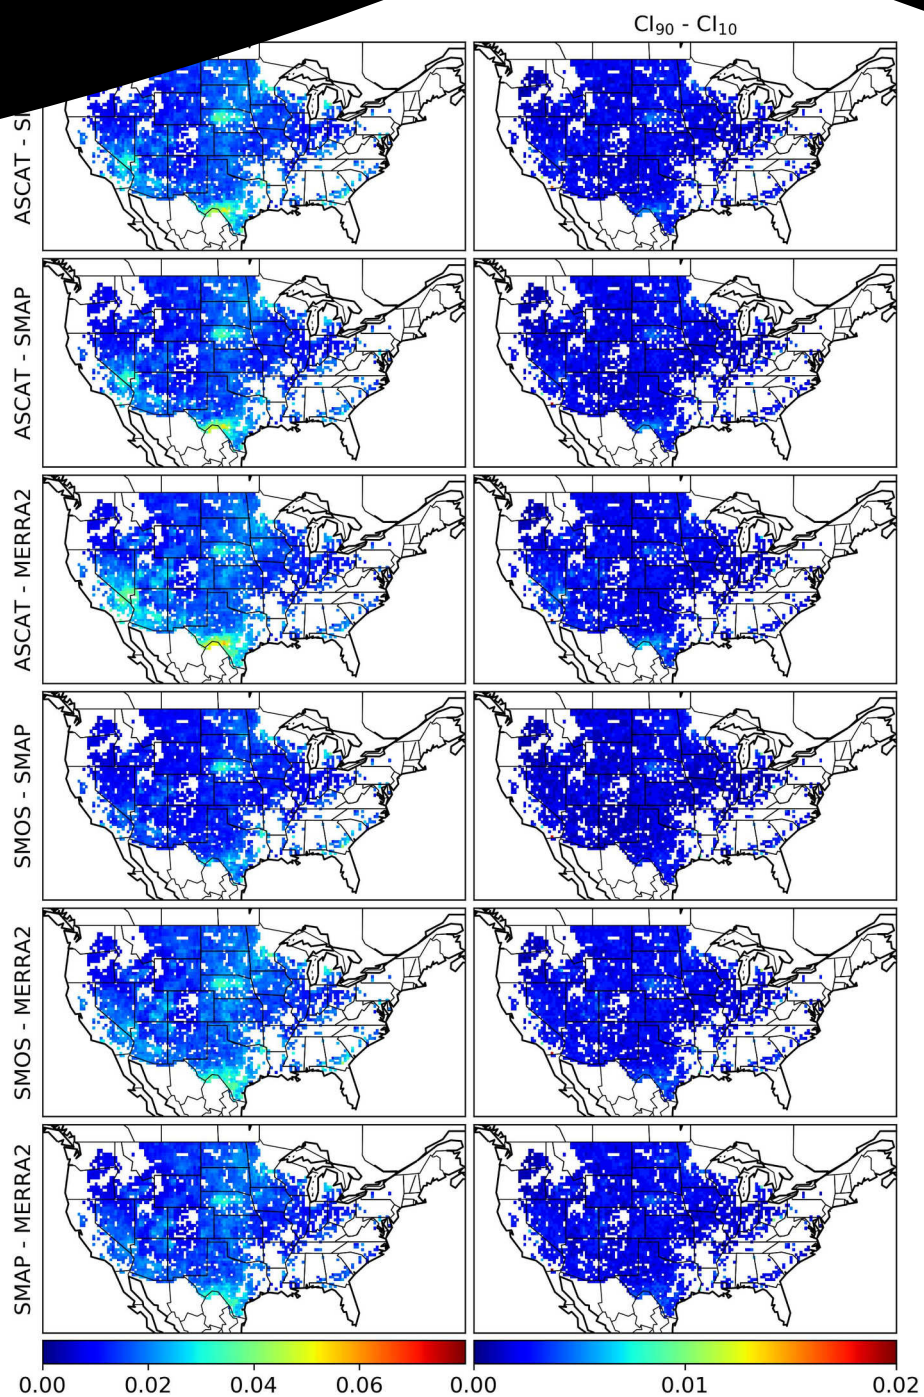 CI₉₀ - CI₁₀
ASCAT -
ASCAT - SMAP
ASCAT - MERRA2
SMOS - SMAP
SMOS - MERRA2
SMAP - MERRA2
0.00 0.02 0.04 0.06 0.00 0.01 0.02